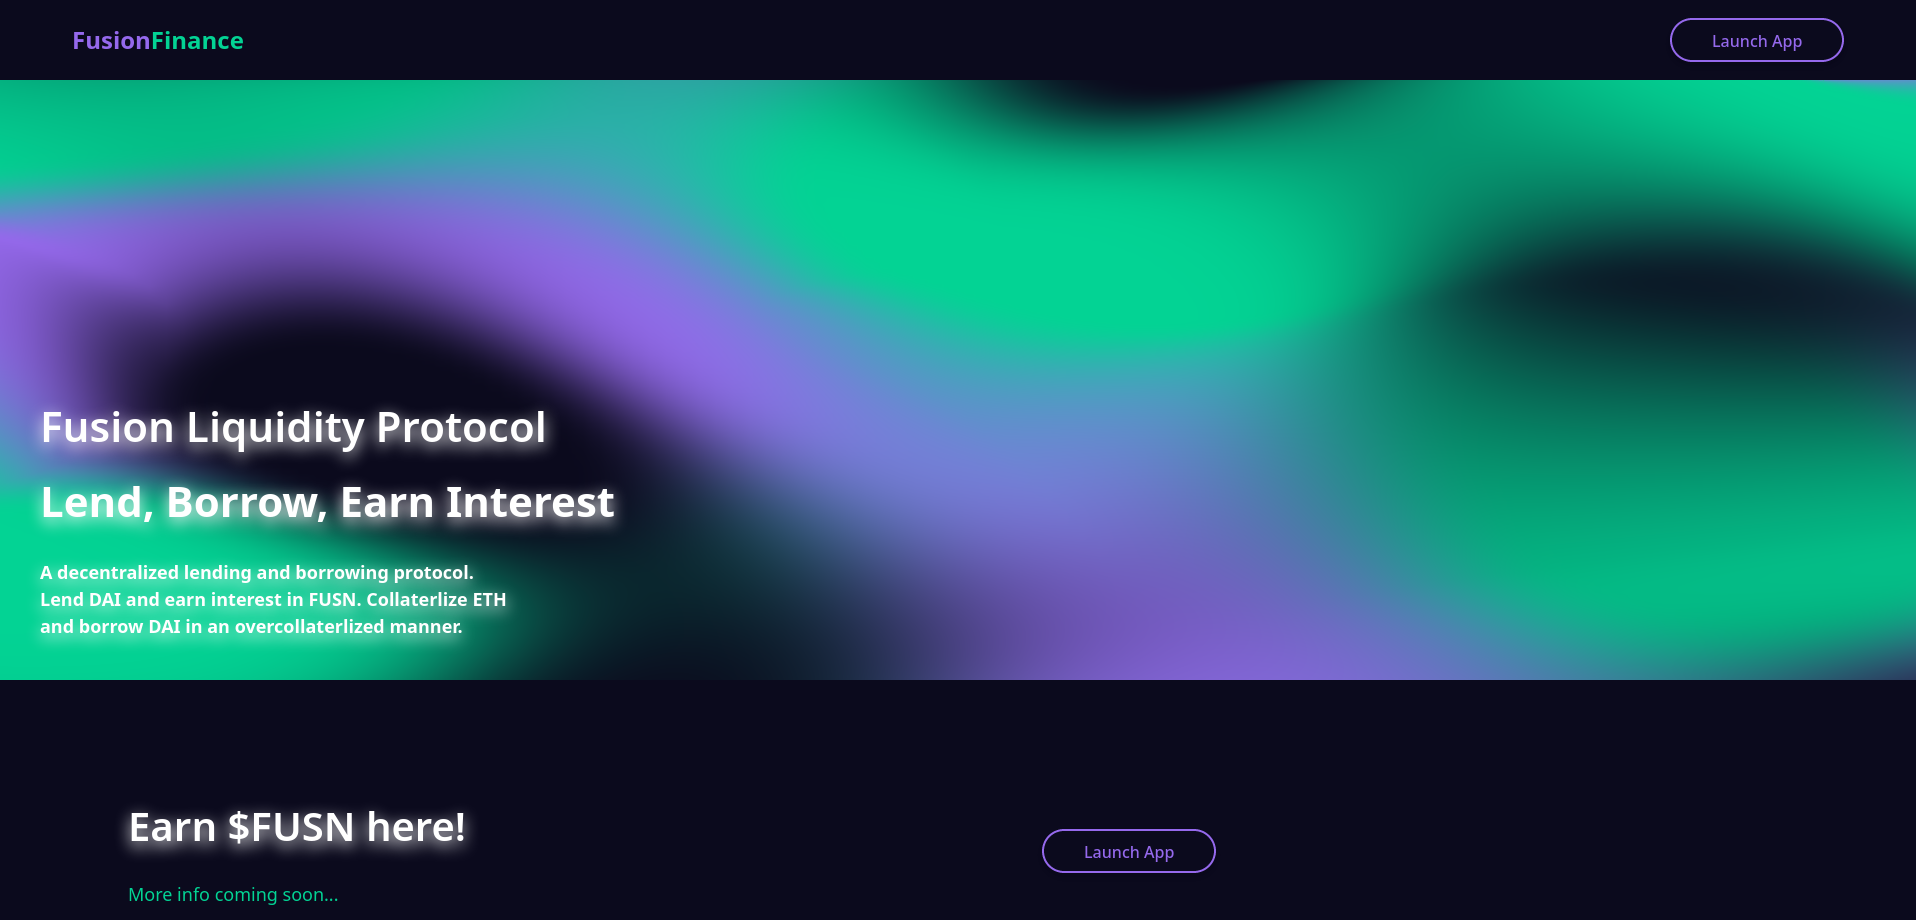 FusionFinance
Launch App
Fusion Liquidity Protocol
Lend, Borrow, Earn Interest
A decentralized lending and borrowing protocol.
Lend DAI and earn interest in FUSN. Collaterlize ETH
and borrow DAI in an overcollaterlized manner.
Earn $FUSN here!
Launch App
More info coming soon...